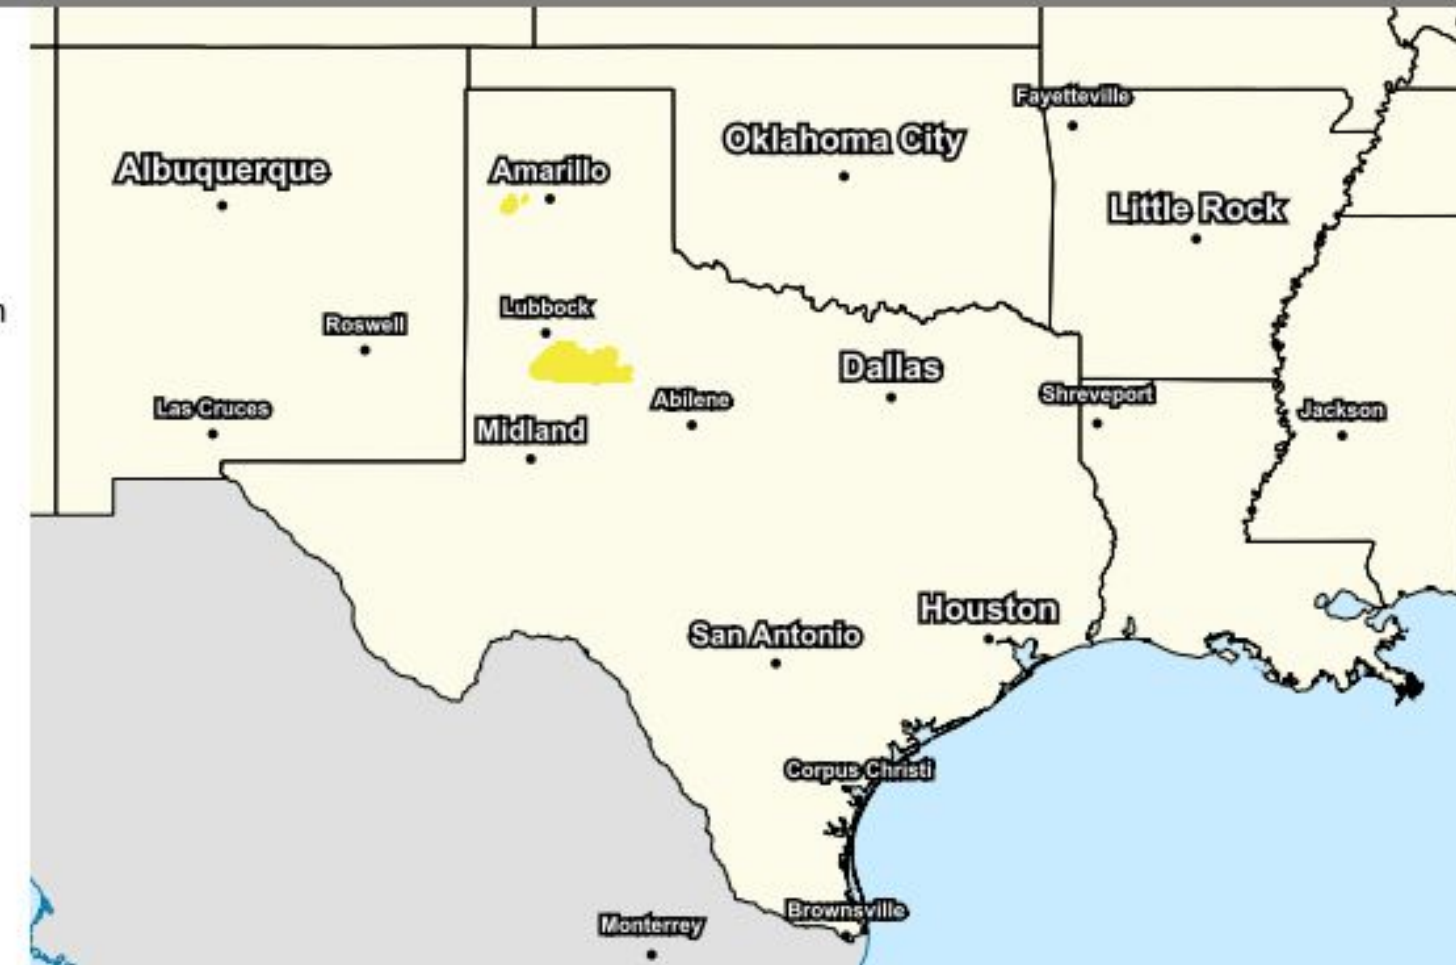 Fayetteville
Oklahoma City
Albuquerque
Amarillo
Little Rock
Lubbock
Roswell
Dallas
Shreveport
Abilene
Las Cruces
Jackson
Midland
Houston
San Antonio
Corpus Christi
Brownsville
Monterrey